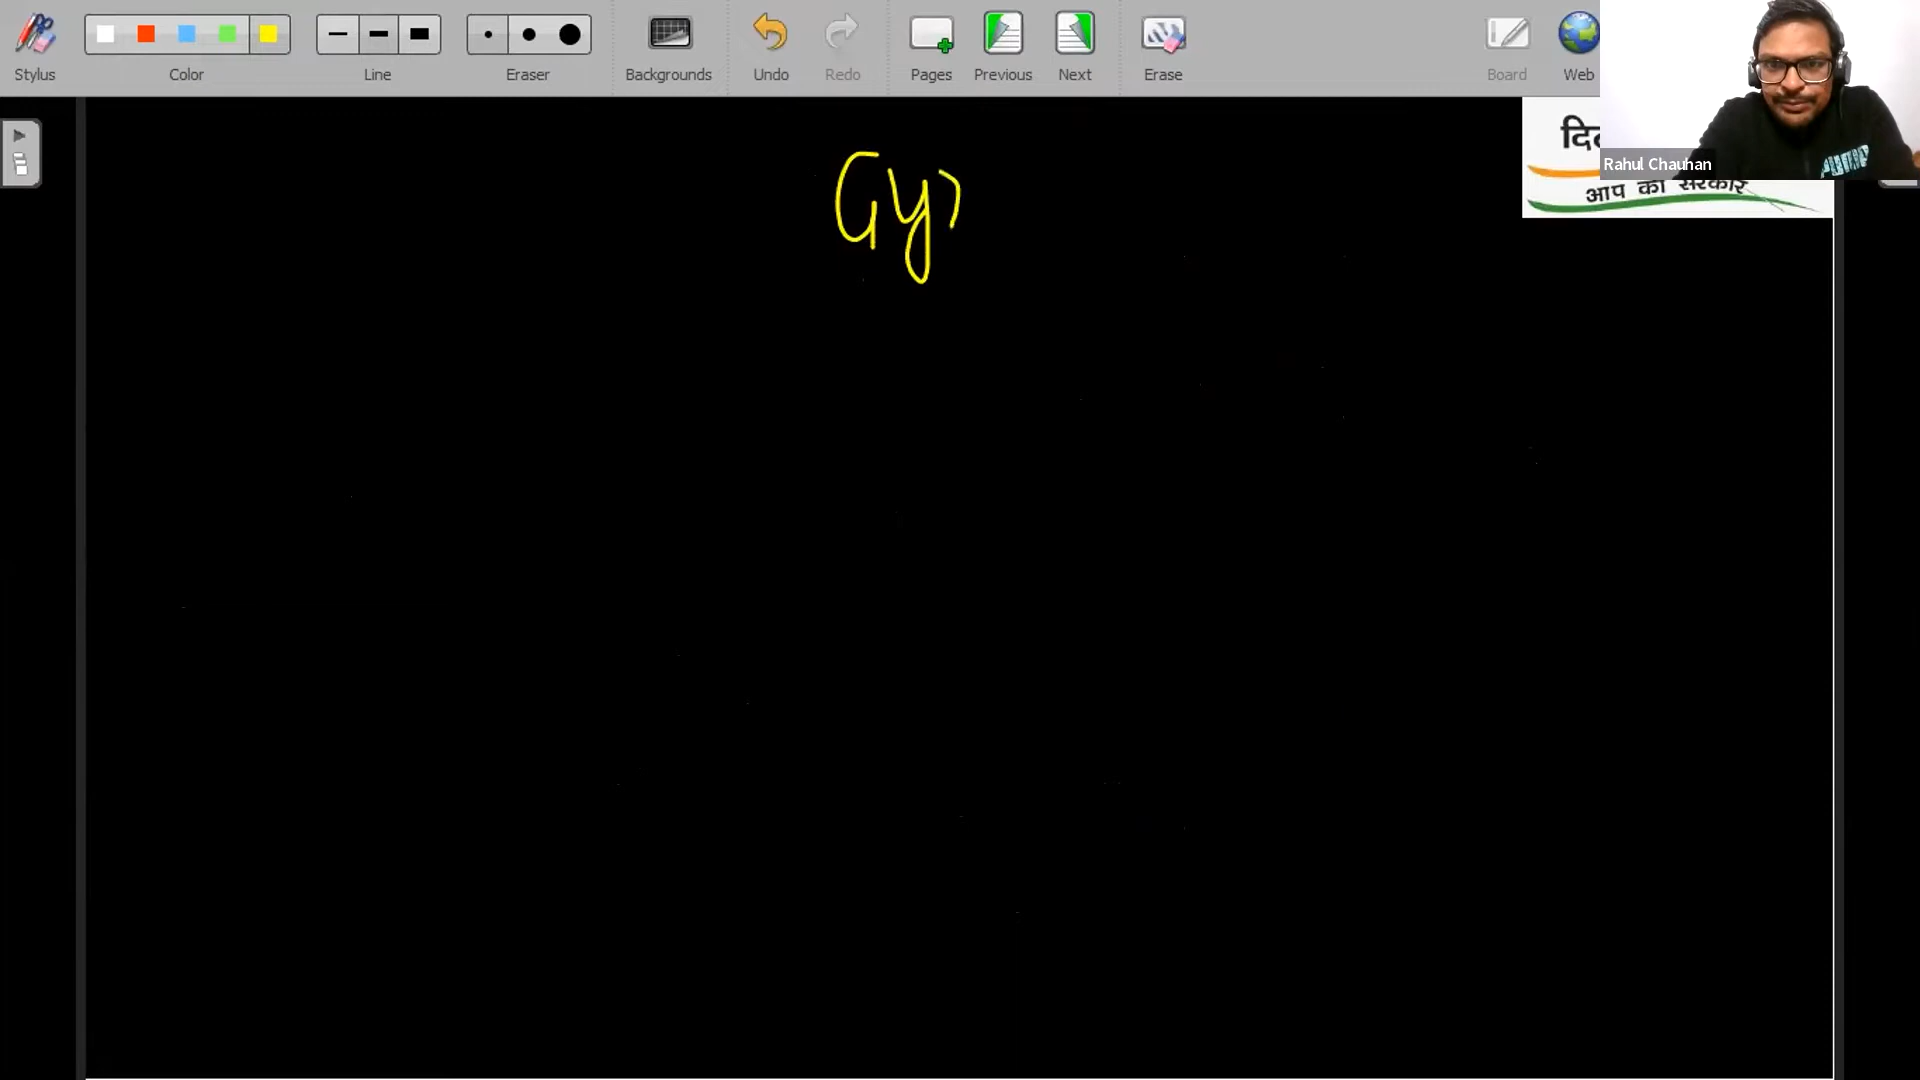 Stylus
Color
Line
Eraser
Backgrounds
Undo
Redo
Pages
Previous
Next
Erase
Board
Web
Rahul Chauhan
आप की सरकार
Gy